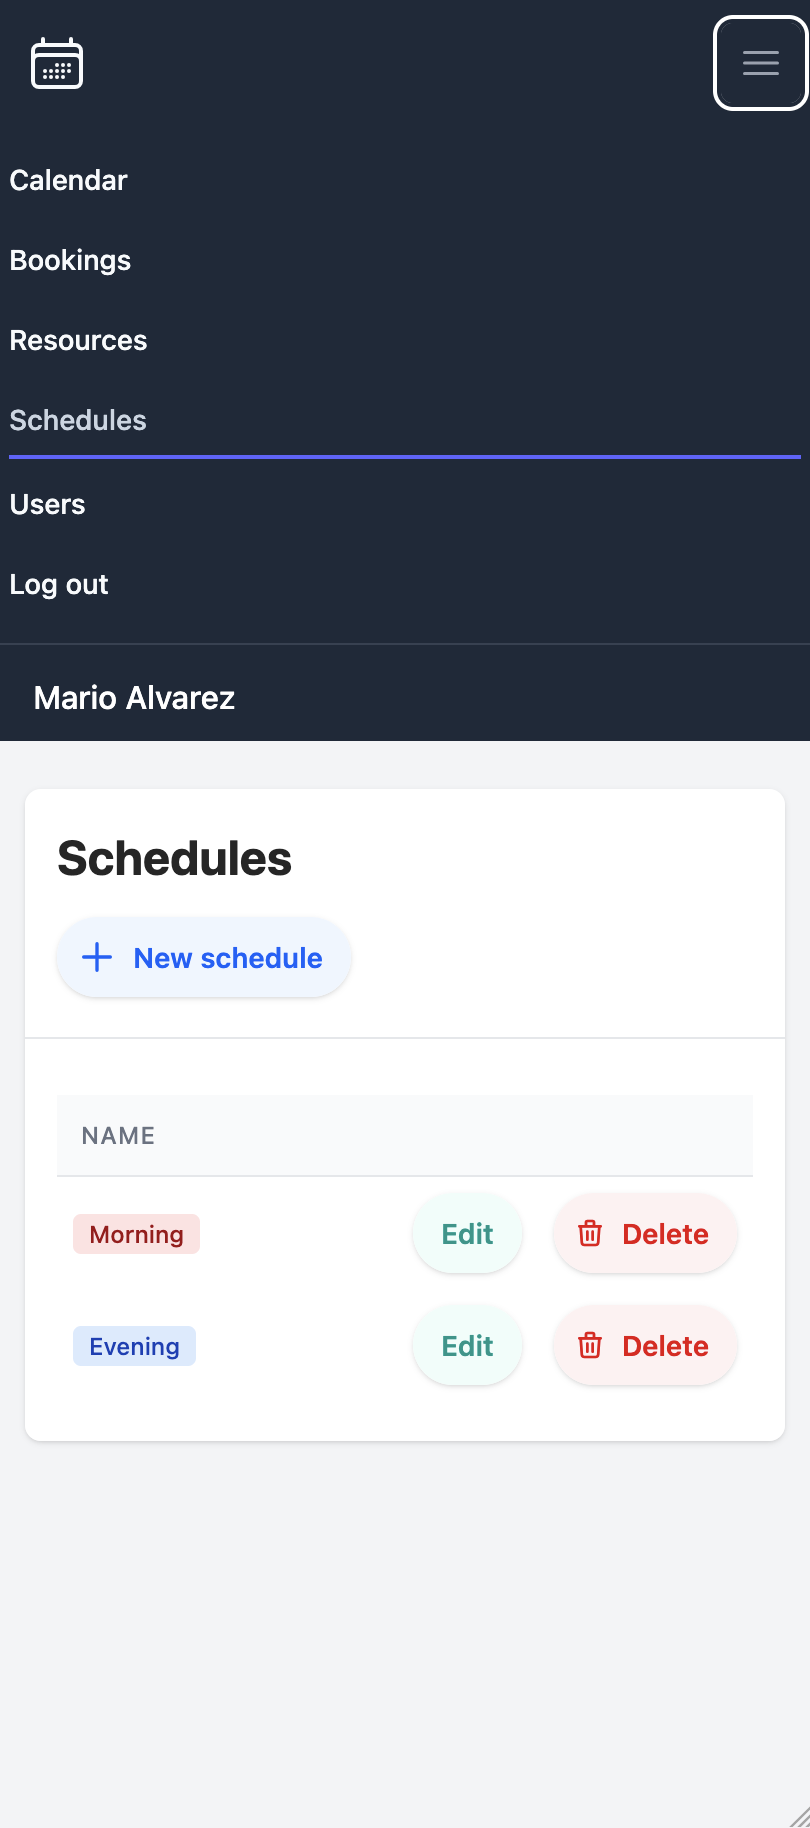 Calendar
Bookings
Resources
Schedules
Users
Log out
Mario Alvarez
Schedules
New schedule
NAME
Morning Edit Delete
Evening Edit Delete